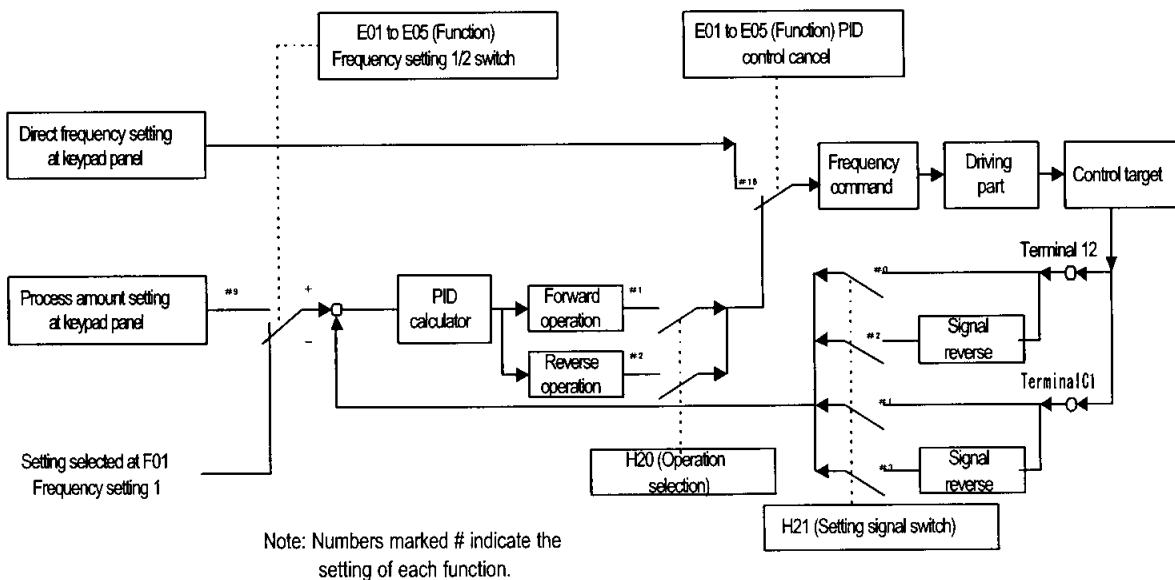 E01 to E05 (Function)
Frequency setting 1/2 switch
E01 to E05 (Function) PID
control cancel
Direct frequency setting
at keypad panel
#18
Frequency
command
Driving
part
Control target
Terminal 12
#0
Process amount setting
at keypad panel
#9
+
−
PID
calculator
Forward
operation
#1
Reverse
operation
#2
#2
Signal
reverse
TerminalC1
#1
#3
Signal
reverse
Setting selected at F01
Frequency setting 1
H20 (Operation
selection)
H21 (Setting signal switch)
Note: Numbers marked # indicate the
setting of each function.